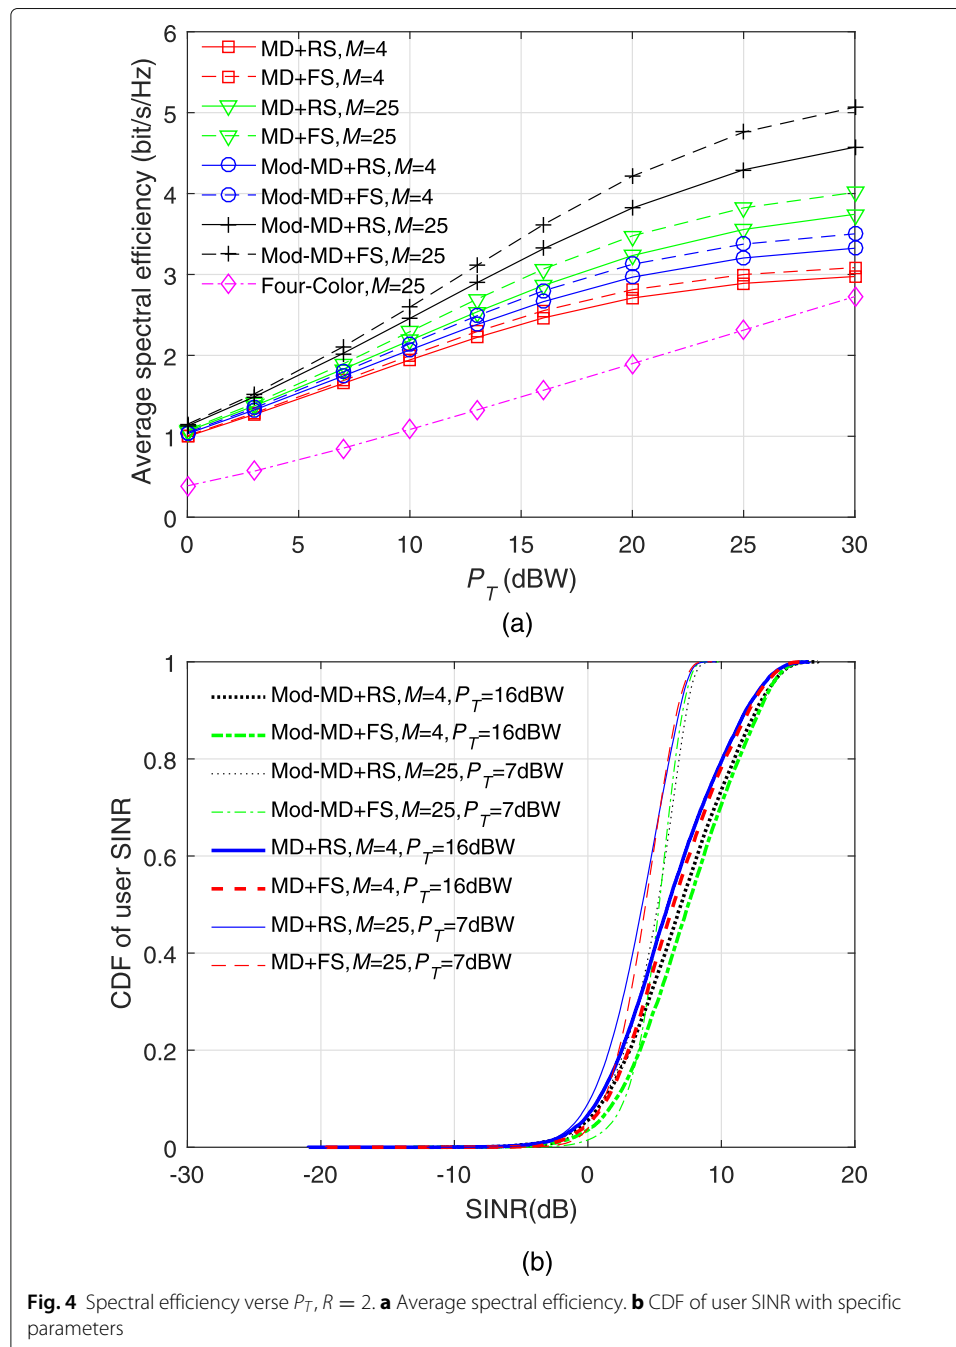 6
5
4
3
2
1
0
Average spectral efficiency (bit/s/Hz)
MD+RS, M=4
MD+FS, M=4
MD+RS, M=25
MD+FS, M=25
Mod-MD+RS, M=4
Mod-MD+FS, M=4
Mod-MD+RS, M=25
Mod-MD+FS, M=25
Four-Color, M=25
0 5 10 15 20 25 30
P_T (dBW)
(a)
1
0.8
0.6
0.4
0.2
0
CDF of user SINR
Mod-MD+RS, M=4, P_T=16dBW
Mod-MD+FS, M=4, P_T=16dBW
Mod-MD+RS, M=25, P_T=7dBW
Mod-MD+FS, M=25, P_T=7dBW
MD+RS, M=4, P_T=16dBW
MD+FS, M=4, P_T=16dBW
MD+RS, M=25, P_T=7dBW
MD+FS, M=25, P_T=7dBW
-30 -20 -10 0 10 20
SINR(dB)
(b)
Fig. 4 Spectral efficiency verse P_T, R = 2. a Average spectral efficiency. b CDF of user SINR with specific
parameters